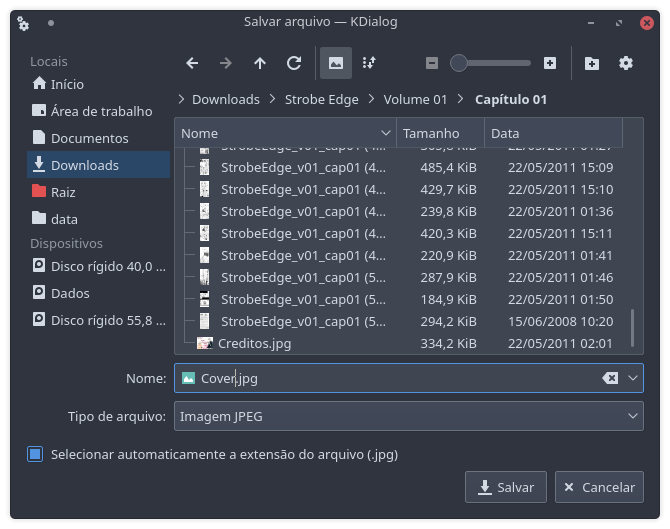 Salvar arquivo — KDialog
Locais
Início
Área de trabalho
Documentos
Downloads
Raiz
data
Dispositivos
Disco rígido 40,0 ...
Dados
Disco rígido 55,8 ...
> Downloads > Strobe Edge > Volume 01 > Capítulo 01
Nome Tamanho Data
StrobeEdge_v01_cap01 (4... 485,4 KiB 22/05/2011 15:09
StrobeEdge_v01_cap01 (4... 429,7 KiB 22/05/2011 15:10
StrobeEdge_v01_cap01 (4... 239,8 KiB 22/05/2011 01:36
StrobeEdge_v01_cap01 (4... 420,3 KiB 22/05/2011 15:11
StrobeEdge_v01_cap01 (4... 220,9 KiB 22/05/2011 01:41
StrobeEdge_v01_cap01 (5... 287,9 KiB 22/05/2011 01:46
StrobeEdge_v01_cap01 (5... 184,9 KiB 22/05/2011 01:50
StrobeEdge_v01_cap01 (5... 294,2 KiB 15/06/2008 10:20
Creditos.jpg 334,2 KiB 22/05/2011 02:01
Nome: Cover.jpg
Tipo de arquivo: Imagem JPEG
Selecionar automaticamente a extensão do arquivo (.jpg)
Salvar Cancelar